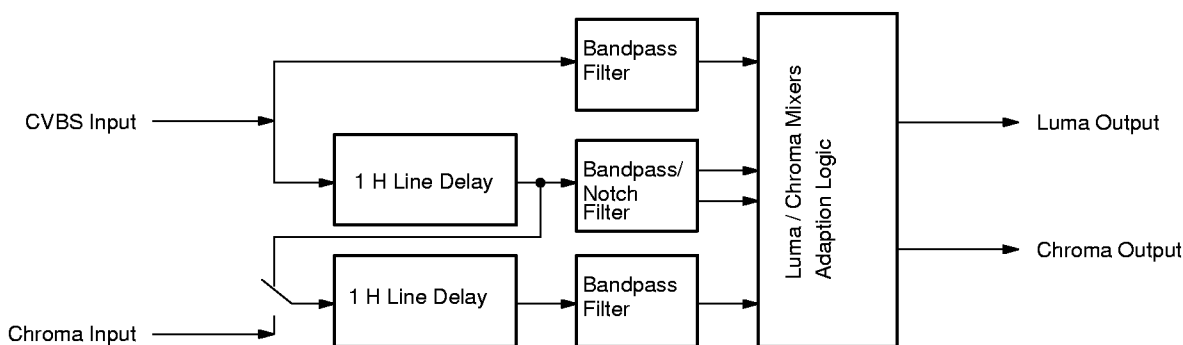 Bandpass
Filter
CVBS Input
Luma Output
1 H Line Delay
Bandpass/
Notch
Filter
Luma / Chroma Mixers
Adaption Logic
Chroma Output
1 H Line Delay
Bandpass
Filter
Chroma Input